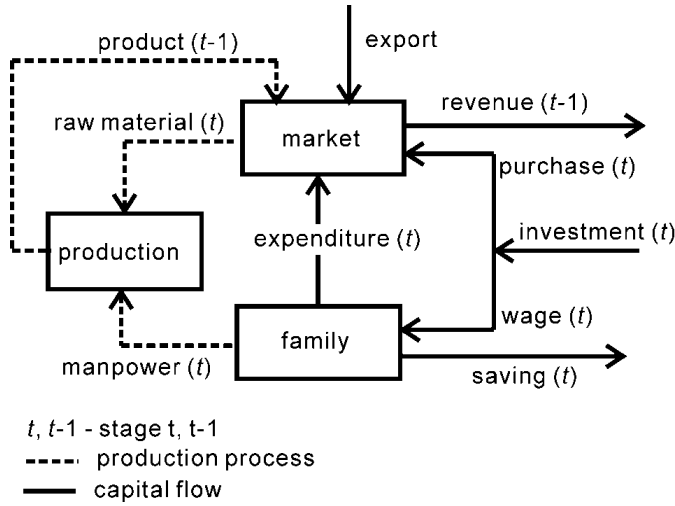 product (t-1)
export
revenue (t-1)
raw material (t)
market
purchase (t)
production
expenditure (t)
investment (t)
wage (t)
family
manpower (t)
saving (t)
t, t-1 - stage t, t-1
production process
capital flow